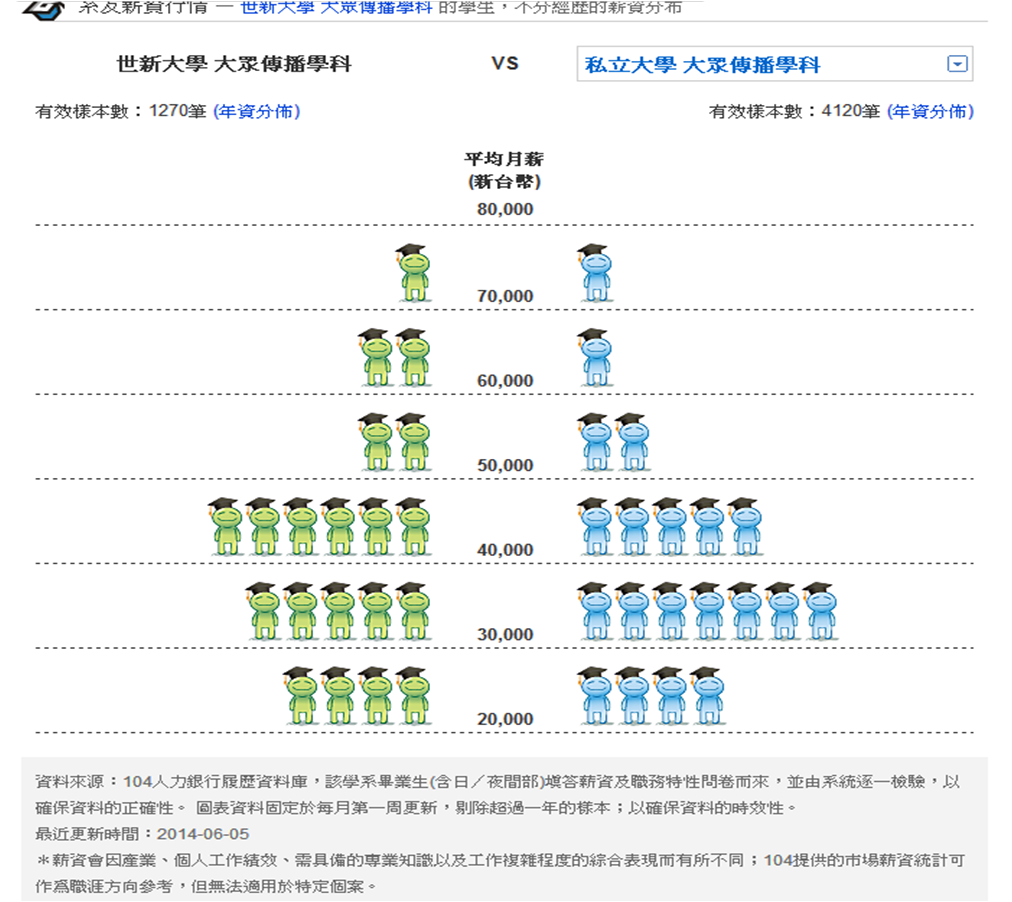 系友薪資行情 — 世新大學 大眾傳播學科 的學生，不分經歷的薪資分布
世新大學 大眾傳播學科 VS 私立大學 大眾傳播學科
有效樣本數：1270筆 (年資分佈) 有效樣本數：4120筆 (年資分佈)
平均月薪
(新台幣)
80,000
70,000
60,000
50,000
40,000
30,000
20,000
資料來源：104人力銀行履歷資料庫，該學系畢業生(含日／夜間部)填答薪資及職務特性問卷而來，並由系統逐一檢驗，以
確保資料的正確性。 圖表資料固定於每月第一周更新，剔除超過一年的樣本；以確保資料的時效性。
最近更新時間：2014-06-05
＊薪資會因產業、個人工作績效、需具備的專業知識以及工作複雜程度的綜合表現而有所不同；104提供的市場薪資統計可
作為職涯方向參考，但無法適用於特定個案。